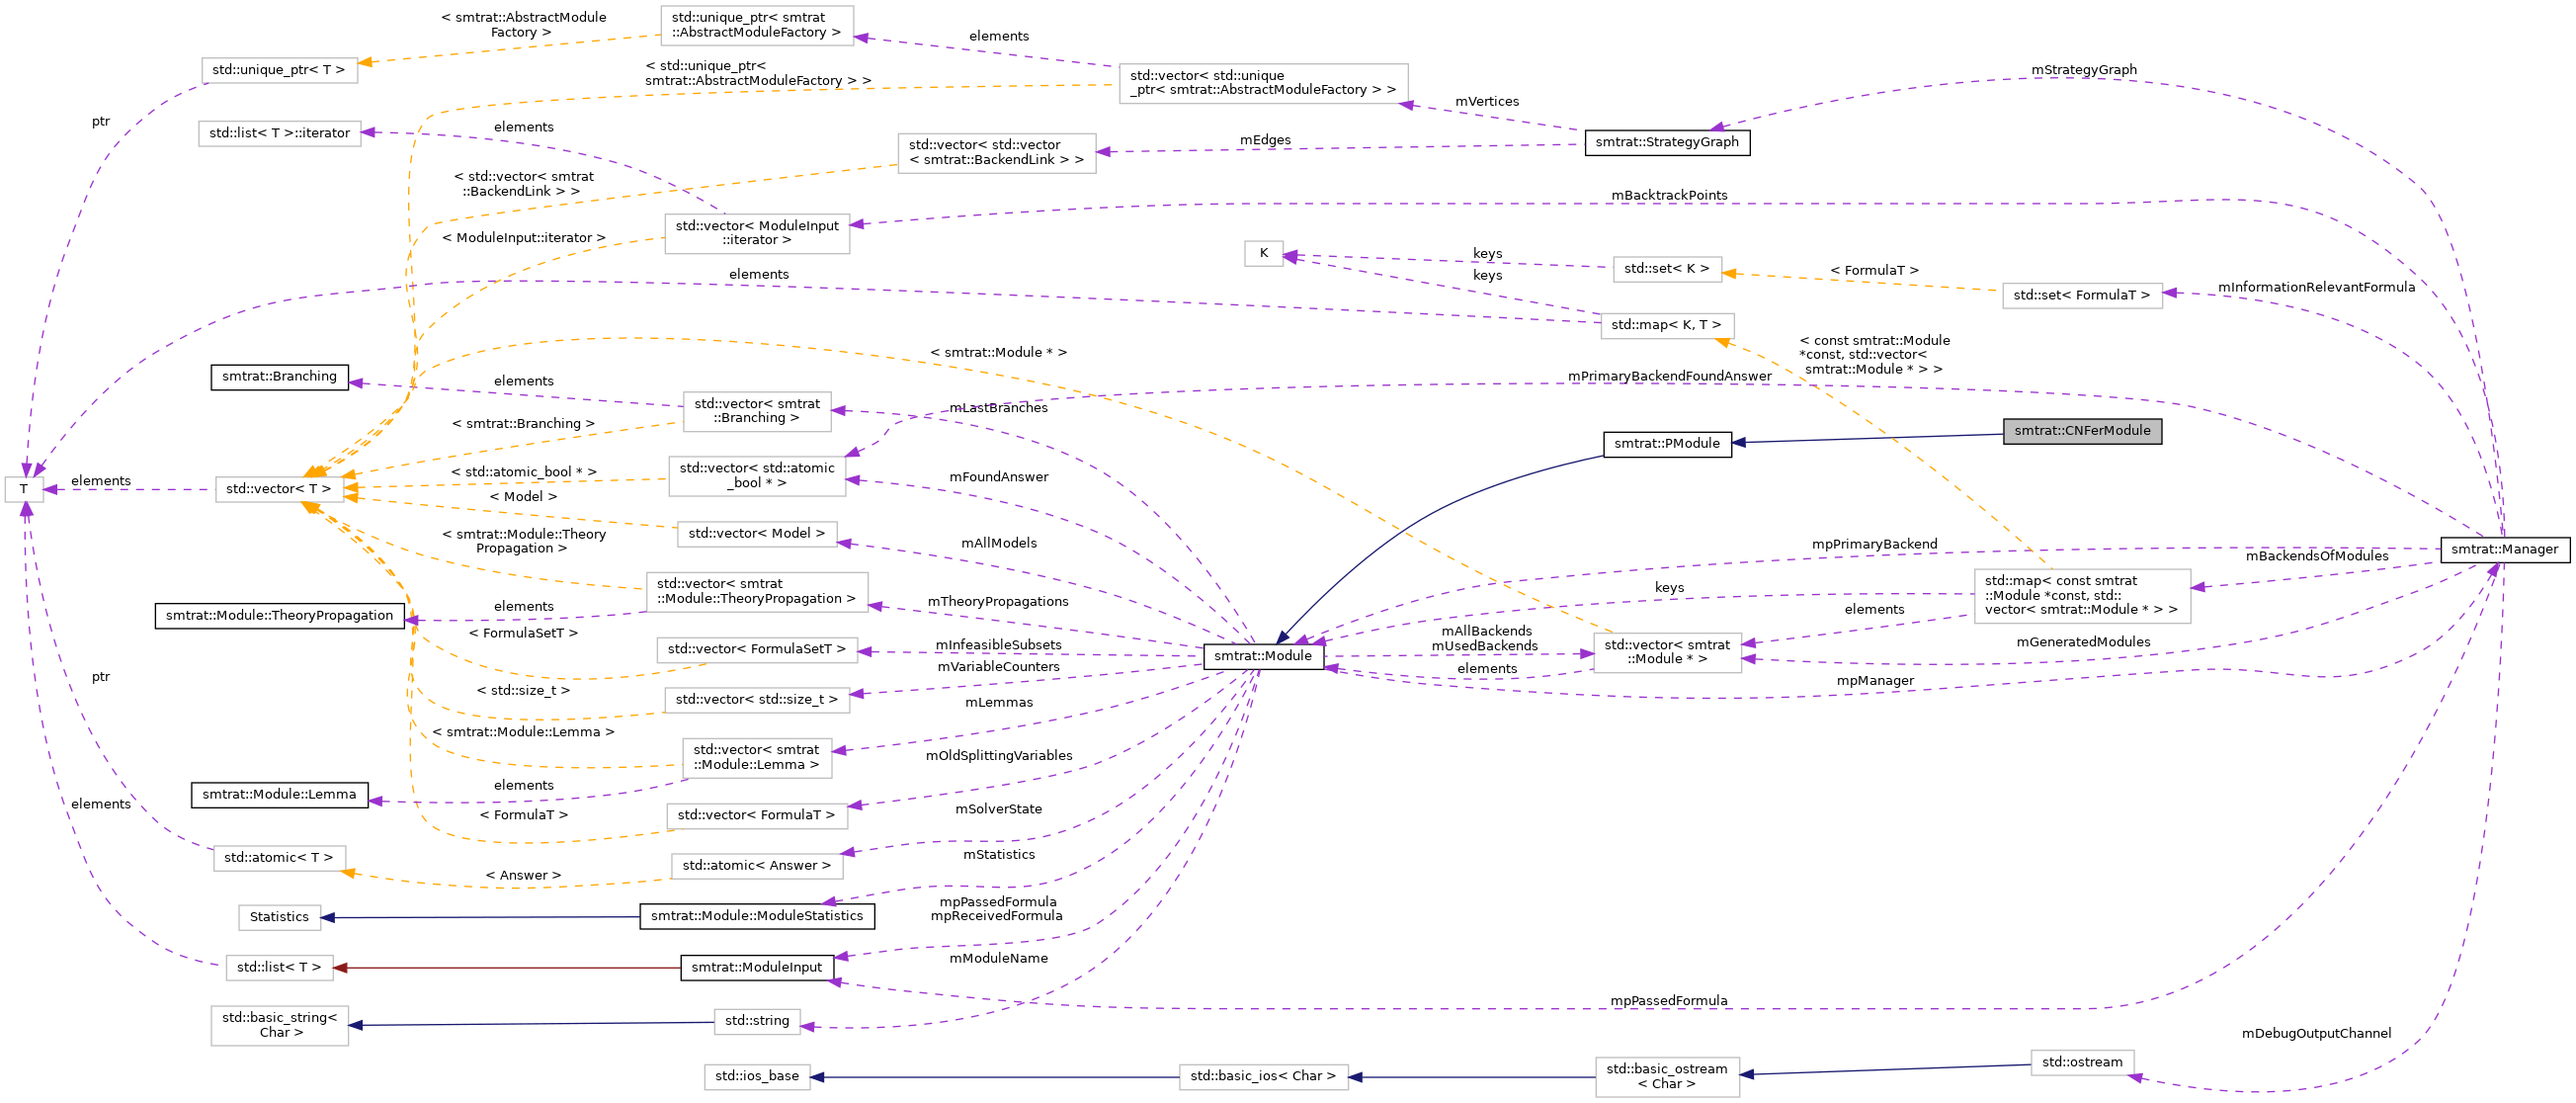 < smtrat::AbstractModule
Factory >
std::unique_ptr< smtrat
::AbstractModuleFactory >
elements
std::unique_ptr< T >
< std::unique_ptr<
smtrat::AbstractModuleFactory > >
std::vector< std::unique
_ptr< smtrat::AbstractModuleFactory > >
mStrategyGraph
mVertices
ptr
std::list< T >::iterator
elements
std::vector< std::vector
< smtrat::BackendLink > >
mEdges
smtrat::StrategyGraph
< std::vector< smtrat
::BackendLink > >
mBacktrackPoints
std::vector< ModuleInput
::iterator >
< ModuleInput::iterator >
K
keys
keys
std::set< K >
< FormulaT >
std::set< FormulaT >
mInformationRelevantFormula
elements
std::map< K, T >
< smtrat::Module * >
< const smtrat::Module
*const, std::vector<
smtrat::Module * > >
smtrat::Branching
elements
mPrimaryBackendFoundAnswer
std::vector< smtrat
::Branching >
mLastBranches
< smtrat::Branching >
smtrat::PModule
smtrat::CNFerModule
T
elements
std::vector< T >
< std::atomic_bool * >
std::vector< std::atomic
_bool * >
mFoundAnswer
< Model >
std::vector< Model >
mAllModels
< smtrat::Module::Theory
Propagation >
mpPrimaryBackend
smtrat::Manager
mBackendsOfModules
std::vector< smtrat
::Module::TheoryPropagation >
mTheoryPropagations
keys
std::map< const smtrat
::Module *const, std::
vector< smtrat::Module * > >
smtrat::Module::TheoryPropagation
elements
elements
< FormulaSetT >
std::vector< FormulaSetT >
mInfeasibleSubsets
smtrat::Module
mAllBackends
mUsedBackends
elements
std::vector< smtrat
::Module * >
mGeneratedModules
mVariableCounters
mpManager
ptr
< std::size_t >
std::vector< std::size_t >
mLemmas
< smtrat::Module::Lemma >
std::vector< smtrat
::Module::Lemma >
mOldSplittingVariables
smtrat::Module::Lemma
elements
elements
< FormulaT >
std::vector< FormulaT >
mSolverState
std::atomic< T >
< Answer >
std::atomic< Answer >
mStatistics
Statistics
smtrat::Module::ModuleStatistics
mpPassedFormula
mpReceivedFormula
std::list< T >
smtrat::ModuleInput
mModuleName
mpPassedFormula
std::basic_string<
Char >
std::string
mDebugOutputChannel
std::ios_base
std::basic_ios< Char >
std::basic_ostream
< Char >
std::ostream